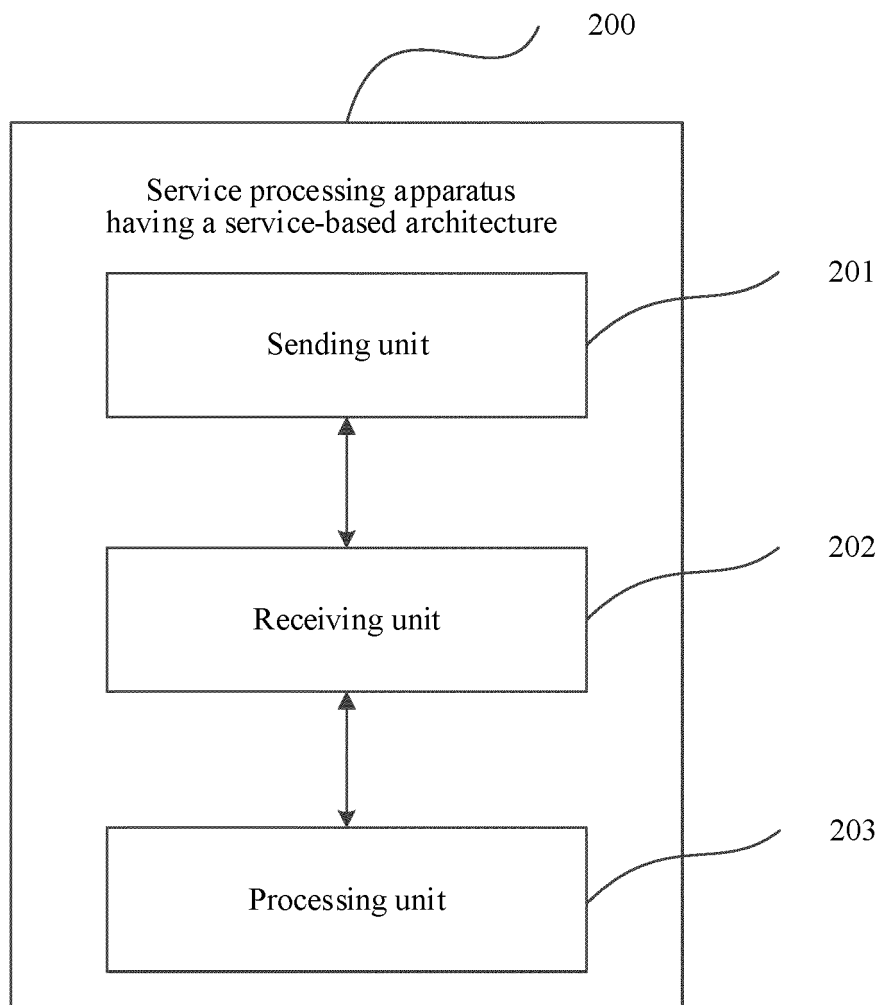 200
Service processing apparatus
having a service-based architecture
201
Sending unit
202
Receiving unit
203
Processing unit